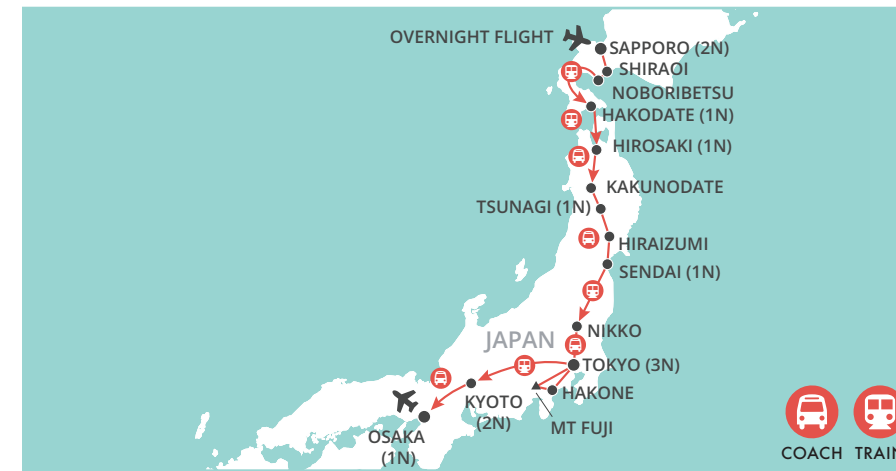 OVERNIGHT FLIGHT
SAPPORO (2N)
SHIRAOI
NOBORIBETSU
HAKODATE (1N)
HIROSAKI (1N)
KAKUNODATE
TSUNAGI (1N)
HIRAIZUMI
SENDAI (1N)
NIKKO
JAPAN
TOKYO (3N)
HAKONE
KYOTO
(2N)
MT FUJI
OSAKA
(1N)
COACH
TRAIN